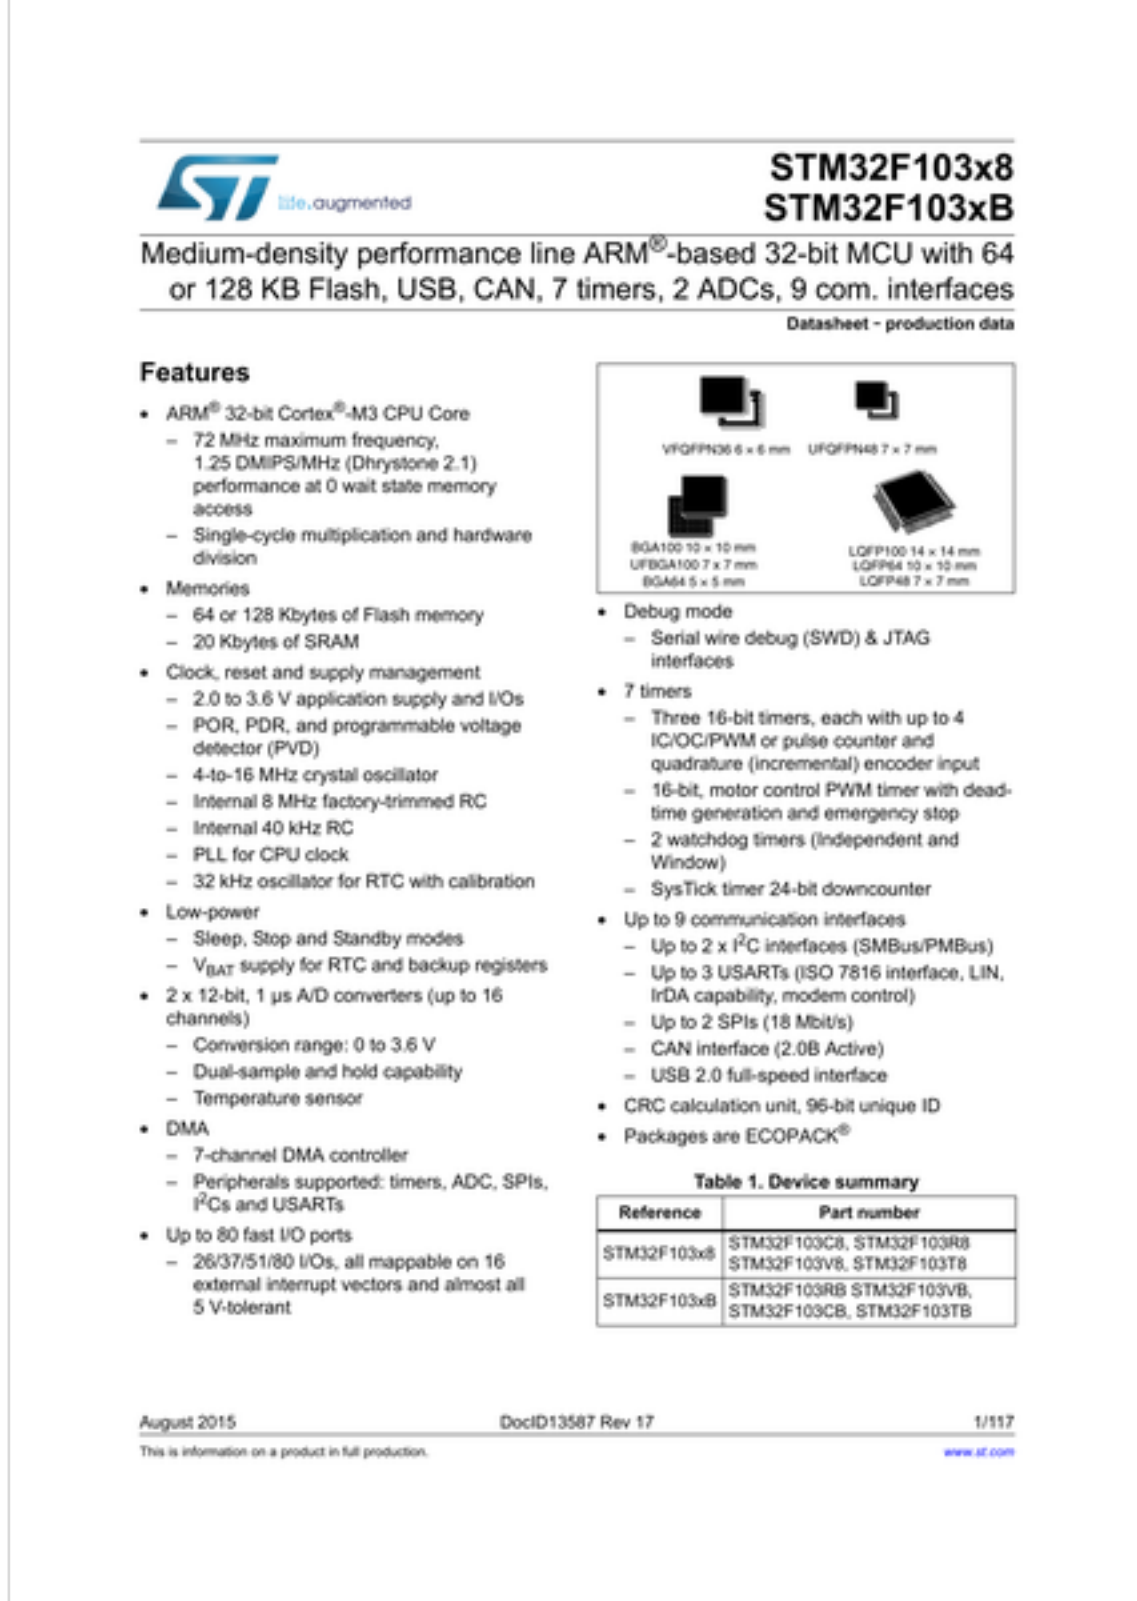 life.augmented
STM32F103x8
STM32F103xB
Medium-density performance line ARM®-based 32-bit MCU with 64
or 128 KB Flash, USB, CAN, 7 timers, 2 ADCs, 9 com. interfaces
Datasheet - production data
Features
• ARM® 32-bit Cortex®-M3 CPU Core
– 72 MHz maximum frequency,
1.25 DMIPS/MHz (Dhrystone 2.1)
performance at 0 wait state memory
access
– Single-cycle multiplication and hardware
division
• Memories
– 64 or 128 Kbytes of Flash memory
– 20 Kbytes of SRAM
• Clock, reset and supply management
– 2.0 to 3.6 V application supply and I/Os
– POR, PDR, and programmable voltage
detector (PVD)
– 4-to-16 MHz crystal oscillator
– Internal 8 MHz factory-trimmed RC
– Internal 40 kHz RC
– PLL for CPU clock
– 32 kHz oscillator for RTC with calibration
• Low-power
– Sleep, Stop and Standby modes
– VBAT supply for RTC and backup registers
• 2 x 12-bit, 1 µs A/D converters (up to 16
channels)
– Conversion range: 0 to 3.6 V
– Dual-sample and hold capability
– Temperature sensor
• DMA
– 7-channel DMA controller
– Peripherals supported: timers, ADC, SPIs,
I²Cs and USARTs
• Up to 80 fast I/O ports
– 26/37/51/80 I/Os, all mappable on 16
external interrupt vectors and almost all
5 V-tolerant
VFQFPN36 6 × 6 mm UFQFPN48 7 × 7 mm
BGA100 10 × 10 mm
UFBGA100 7 x 7 mm
BGA64 5 × 5 mm
LQFP100 14 × 14 mm
LQFP64 10 × 10 mm
LQFP48 7 × 7 mm
• Debug mode
– Serial wire debug (SWD) & JTAG
interfaces
• 7 timers
– Three 16-bit timers, each with up to 4
IC/OC/PWM or pulse counter and
quadrature (incremental) encoder input
– 16-bit, motor control PWM timer with dead-
time generation and emergency stop
– 2 watchdog timers (Independent and
Window)
– SysTick timer 24-bit downcounter
• Up to 9 communication interfaces
– Up to 2 x I²C interfaces (SMBus/PMBus)
– Up to 3 USARTs (ISO 7816 interface, LIN,
IrDA capability, modem control)
– Up to 2 SPIs (18 Mbit/s)
– CAN interface (2.0B Active)
– USB 2.0 full-speed interface
• CRC calculation unit, 96-bit unique ID
• Packages are ECOPACK®
Table 1. Device summary
Reference Part number
STM32F103x8 STM32F103C8, STM32F103R8
STM32F103V8, STM32F103T8
STM32F103xB STM32F103RB STM32F103VB,
STM32F103CB, STM32F103TB
August 2015 DocID13587 Rev 17 1/117
This is information on a product in full production. www.st.com